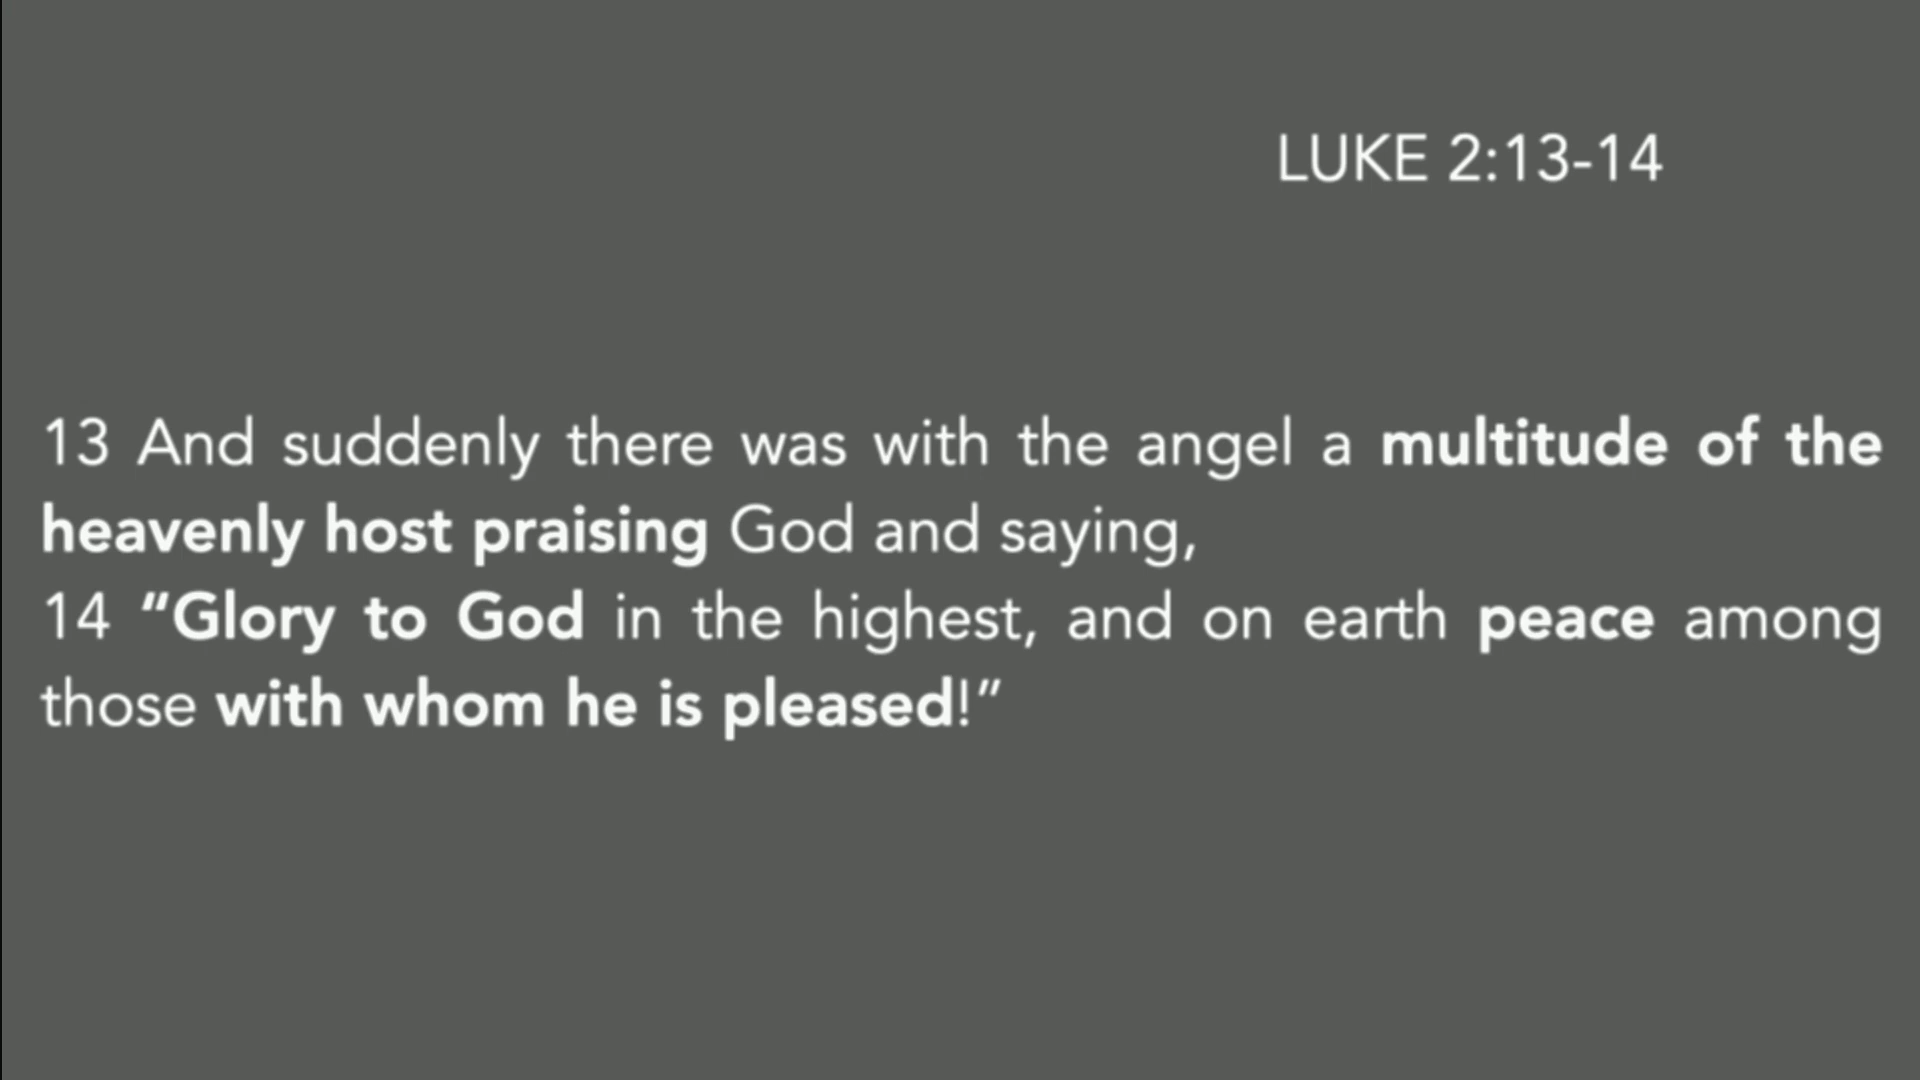 LUKE 2:13-14
13 And suddenly there was with the angel a multitude of the
heavenly host praising God and saying,
14 “Glory to God in the highest, and on earth peace among
those with whom he is pleased!”